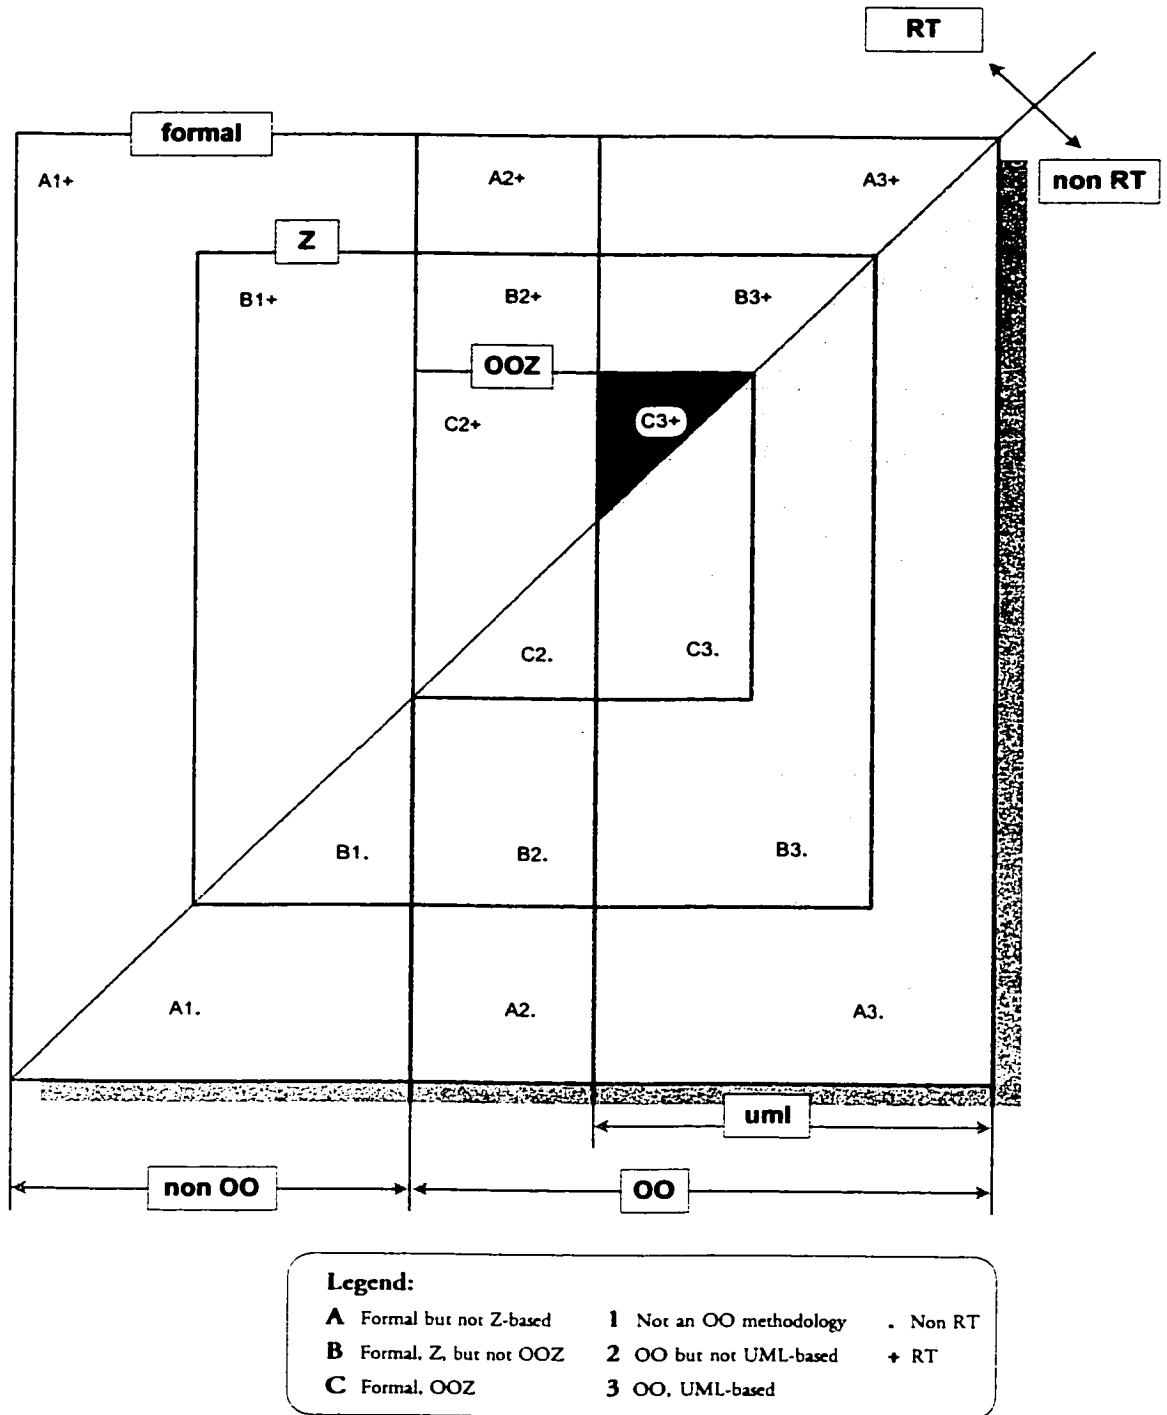 RT
formal
non RT
A1+ A2+ A3+
Z
B1+ B2+ B3+
OOZ
C2+ C3+
C2. C3.
B1. B2. B3.
A1. A2. A3.
uml
non OO OO
Legend:
A Formal but not Z-based 1 Not an OO methodology . Non RT
B Formal, Z, but not OOZ 2 OO but not UML-based + RT
C Formal, OOZ 3 OO, UML-based